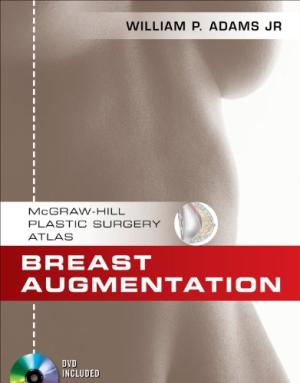 WILLIAM P. ADAMS JR
McGRAW-HILL
PLASTIC SURGERY
ATLAS
BREAST
AUGMENTATION
DVD
INCLUDED